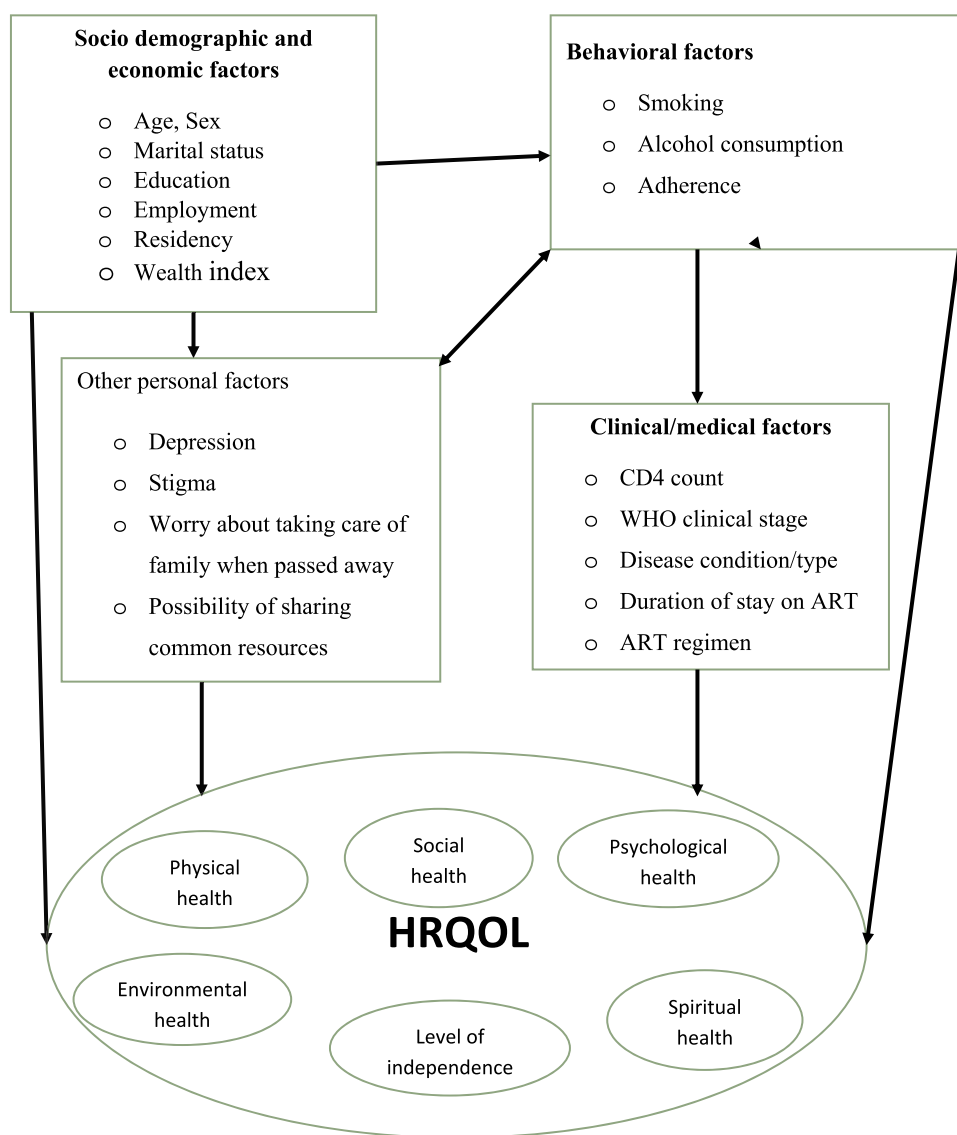 Socio demographic and
economic factors
o Age, Sex
o Marital status
o Education
o Employment
o Residency
o Wealth index
Behavioral factors
o Smoking
o Alcohol consumption
o Adherence
Other personal factors
o Depression
o Stigma
o Worry about taking care of
family when passed away
o Possibility of sharing
common resources
Clinical/medical factors
o CD4 count
o WHO clinical stage
o Disease condition/type
o Duration of stay on ART
o ART regimen
Physical
health
Social
health
Psychological
health
HRQOL
Environmental
health
Level of
independence
Spiritual
health